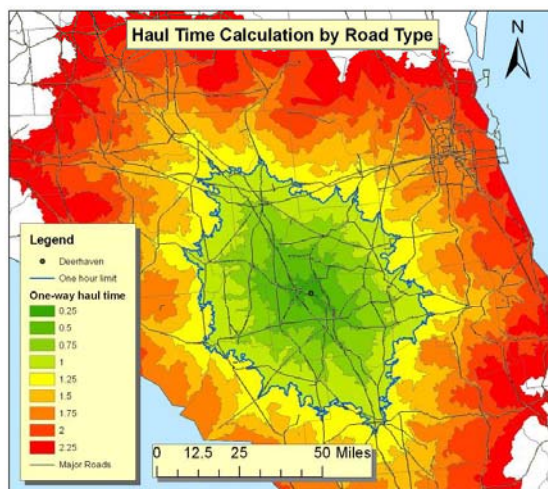 Haul Time Calculation by Road Type
N
Legend
Deerhaven
One hour limit
One-way haul time
0.25
0.5
0.75
1
1.25
1.5
1.75
2
2.25
Major Roads
0 12.5 25 50 Miles